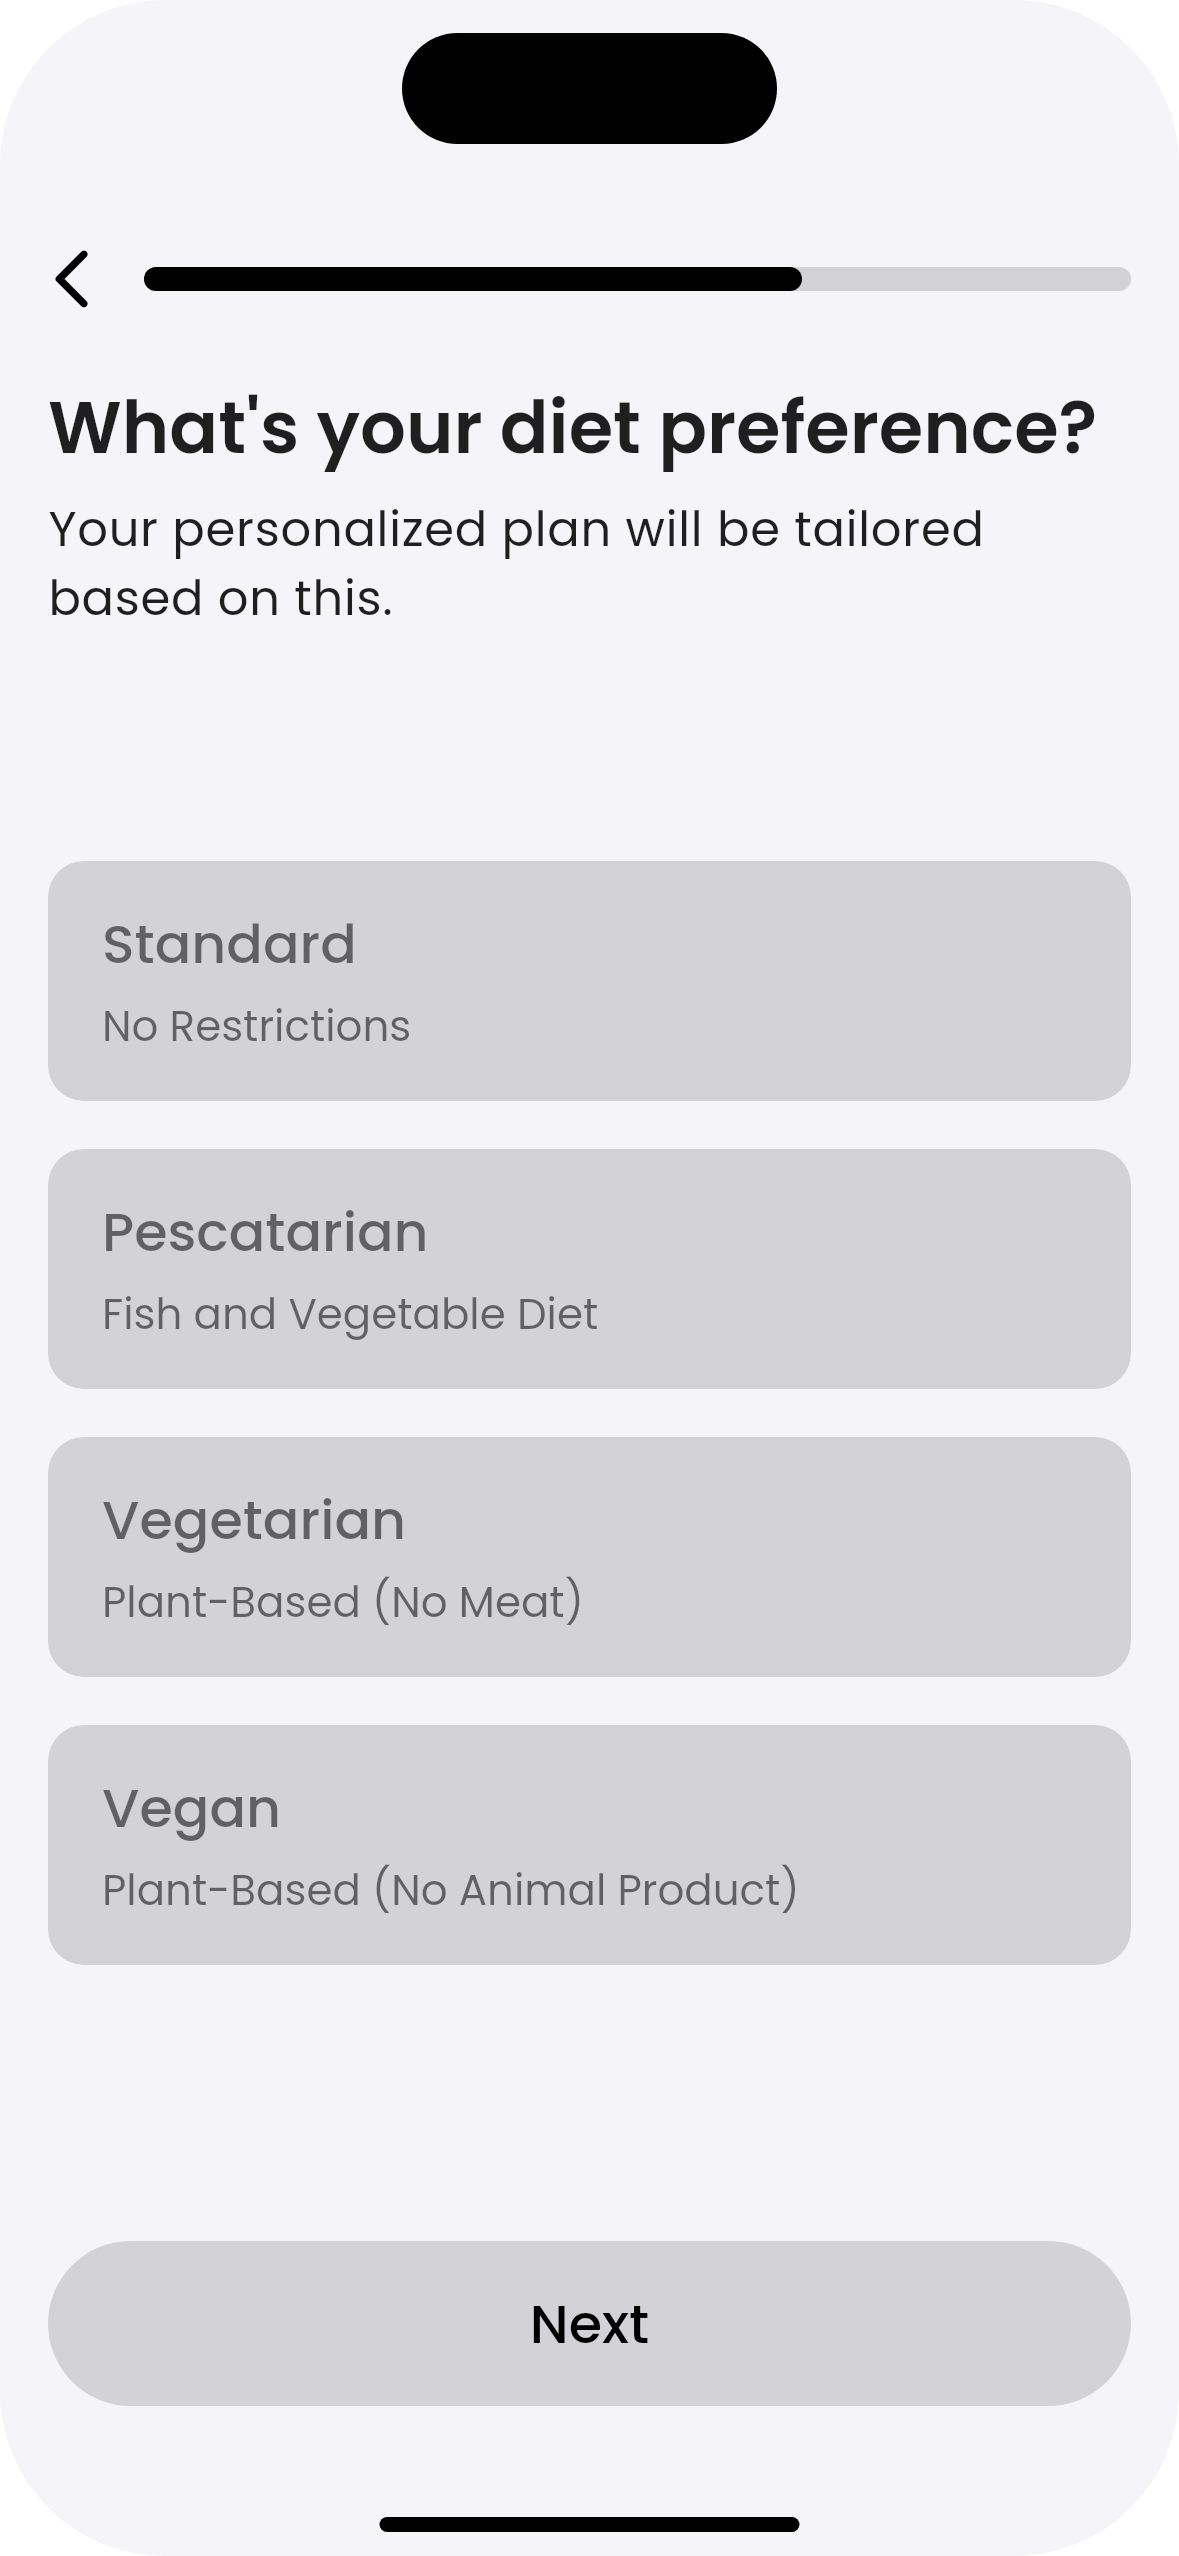 What's your diet preference?
Your personalized plan will be tailored
based on this.
Standard
No Restrictions
Pescatarian
Fish and Vegetable Diet
Vegetarian
Plant-Based (No Meat)
Vegan
Plant-Based (No Animal Product)
Next